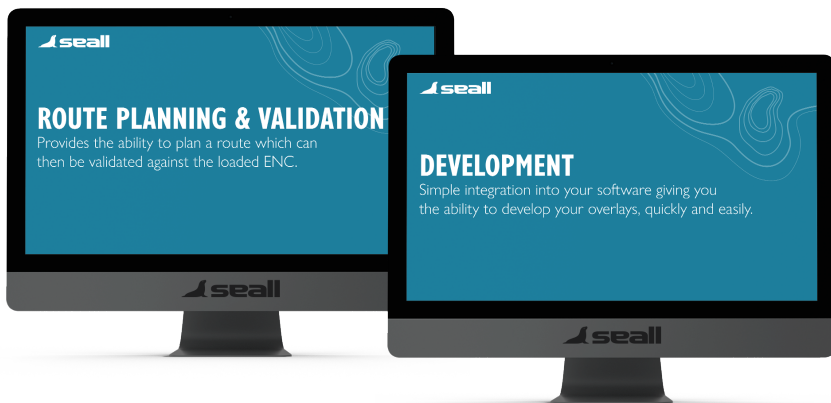 seall
ROUTE PLANNING & VALIDATION
Provides the ability to plan a route which can
then be validated against the loaded ENC.
seall
seall
DEVELOPMENT
Simple integration into your software giving you
the ability to develop your overlays, quickly and easily.
seall